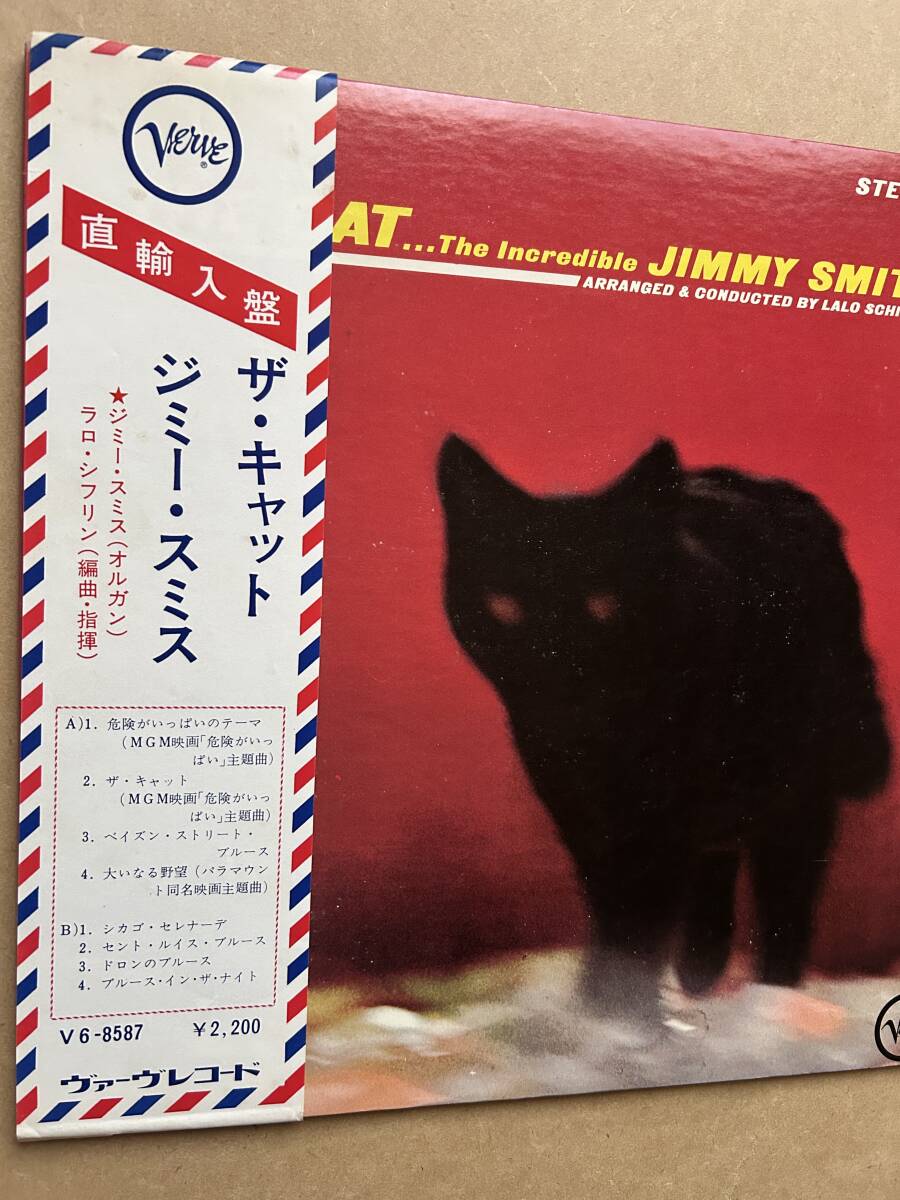 Verve®
直輸入盤
ザ・キャット
ジミー・スミス
★ジミー・スミス(オルガン)
ラロ・シフリン(編曲・指揮)
A)1. 危険がいっぱいのテーマ
(MGM映画「危険がいっ
ぱい」主題曲)
2. ザ・キャット
(MGM映画「危険がいっ
ぱい」主題曲)
3. ベイズン・ストリート・
ブルース
4. 大いなる野望(パラマウン
ト同名映画主題曲)
B)1. シカゴ・セレナーデ
2. セント・ルイス・ブルース
3. ドロンのブルース
4. ブルース・イン・ザ・ナイト
V6-8587 ¥2,200
ヴァーヴレコード
STE
AT...The Incredible JIMMY SMIT
ARRANGED & CONDUCTED BY LALO SCHI